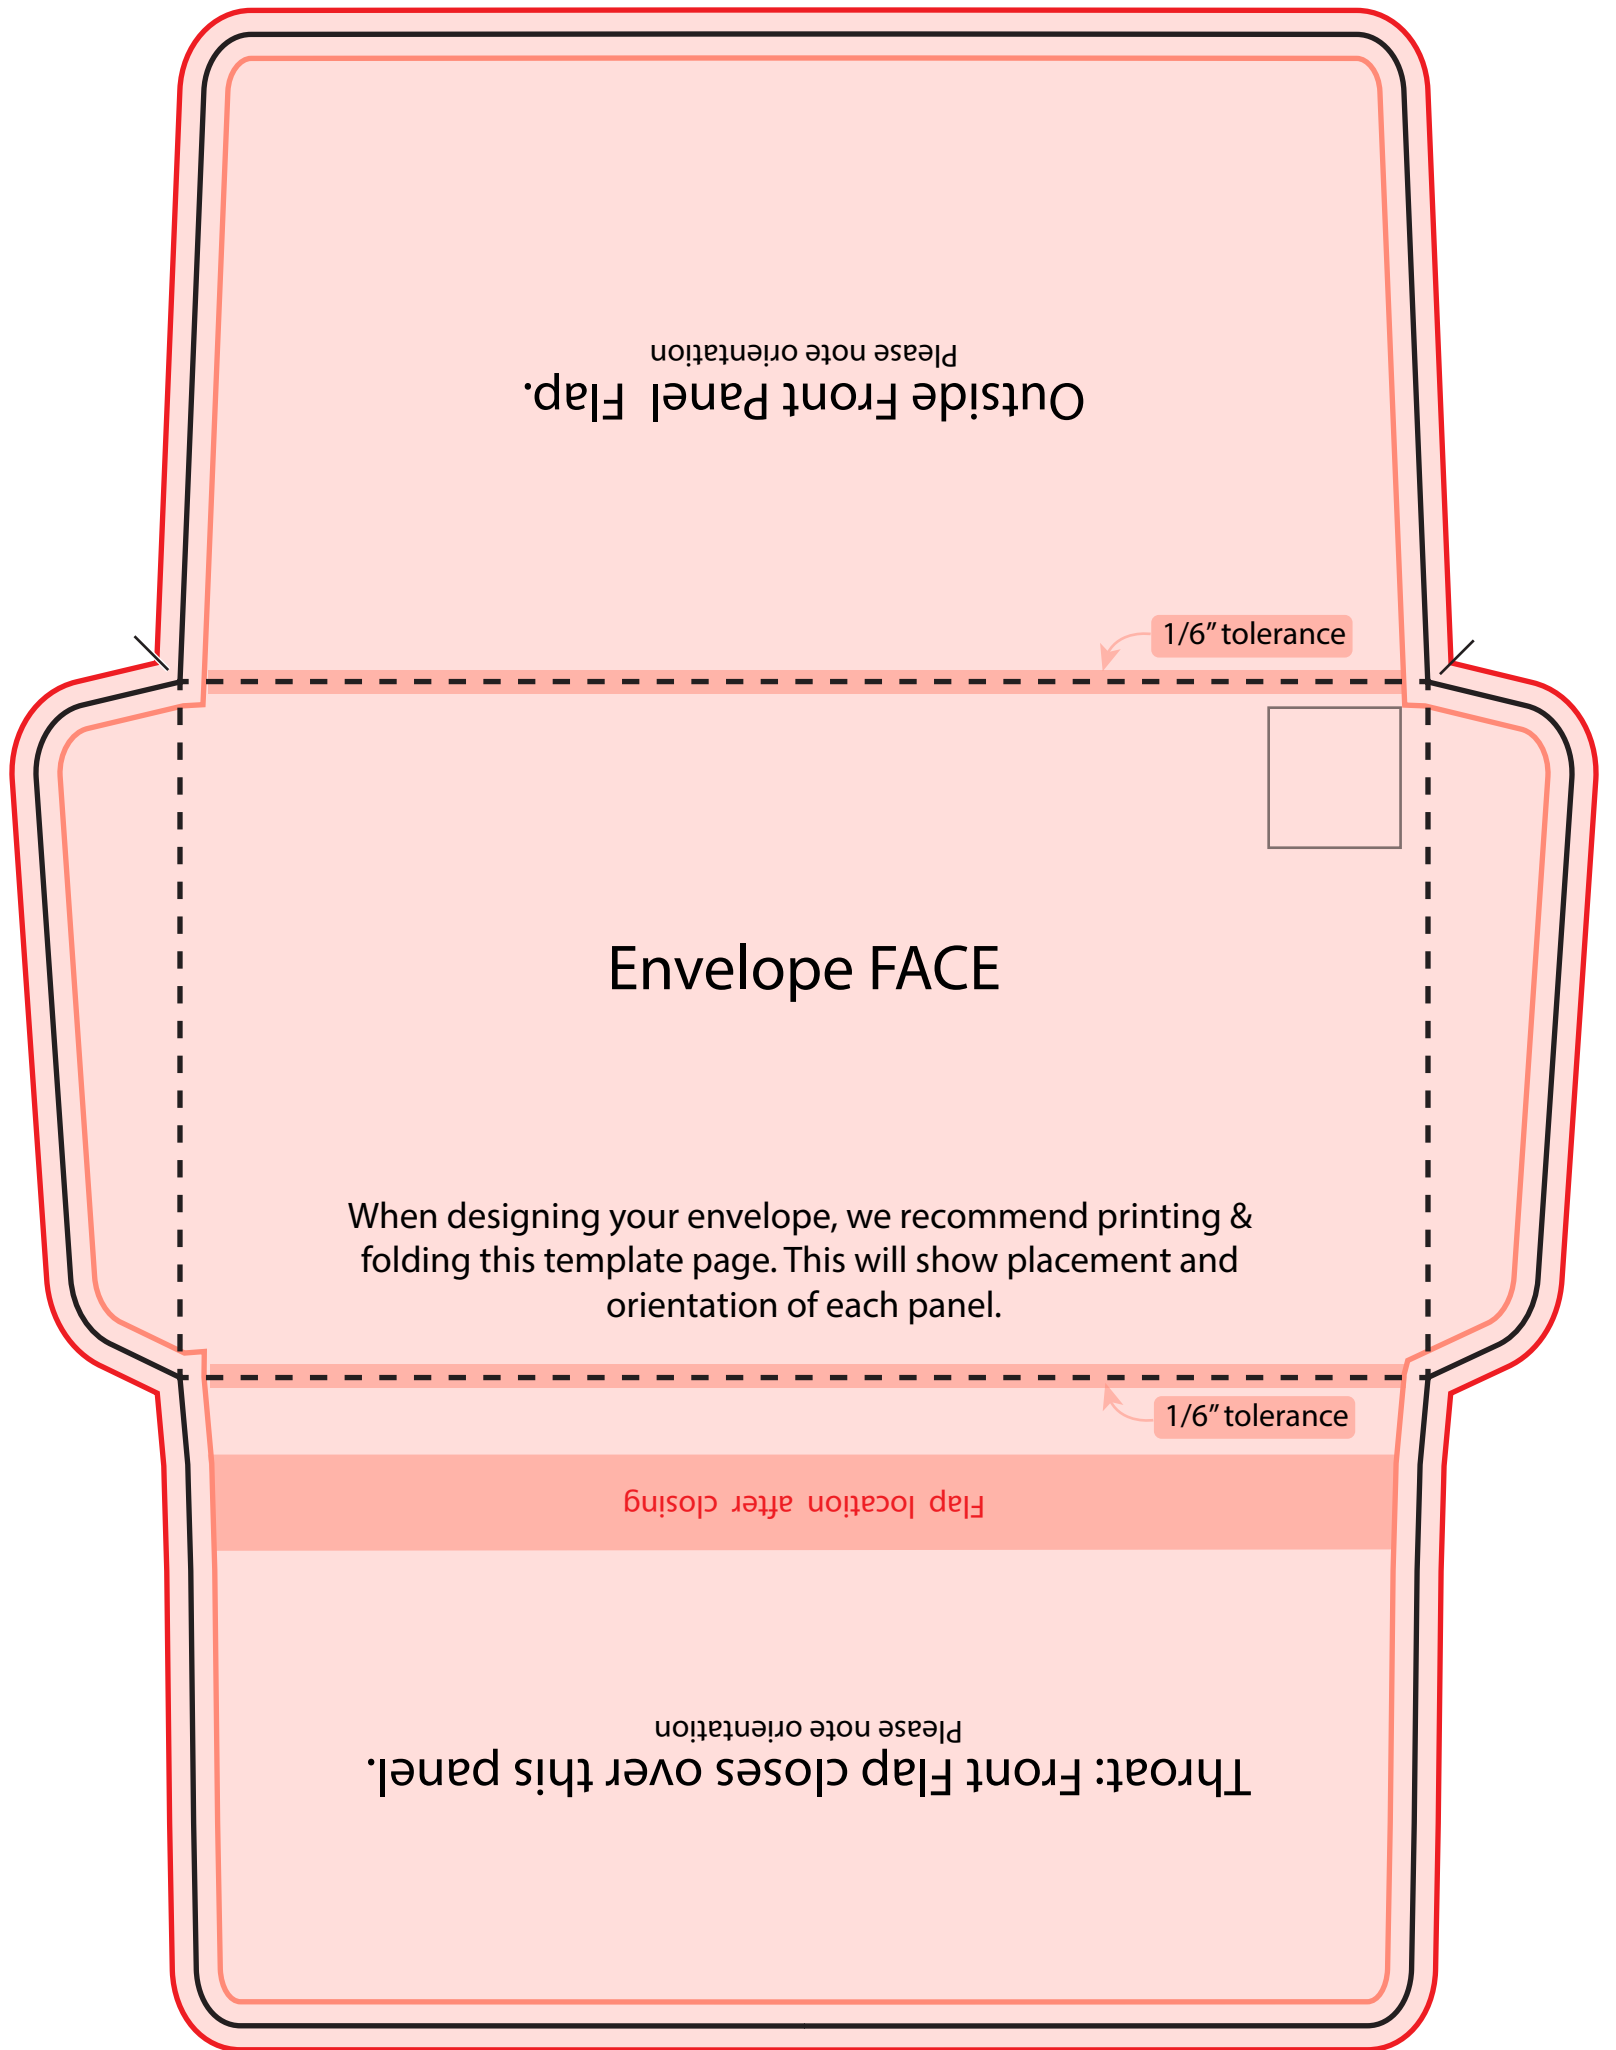 Outside Front Panel Flap.
Please note orientation
1/6” tolerance
Envelope FACE
When designing your envelope, we recommend printing &
folding this template page. This will show placement and
orientation of each panel.
1/6” tolerance
Flap location after closing
Throat: Front Flap closes over this panel.
Please note orientation